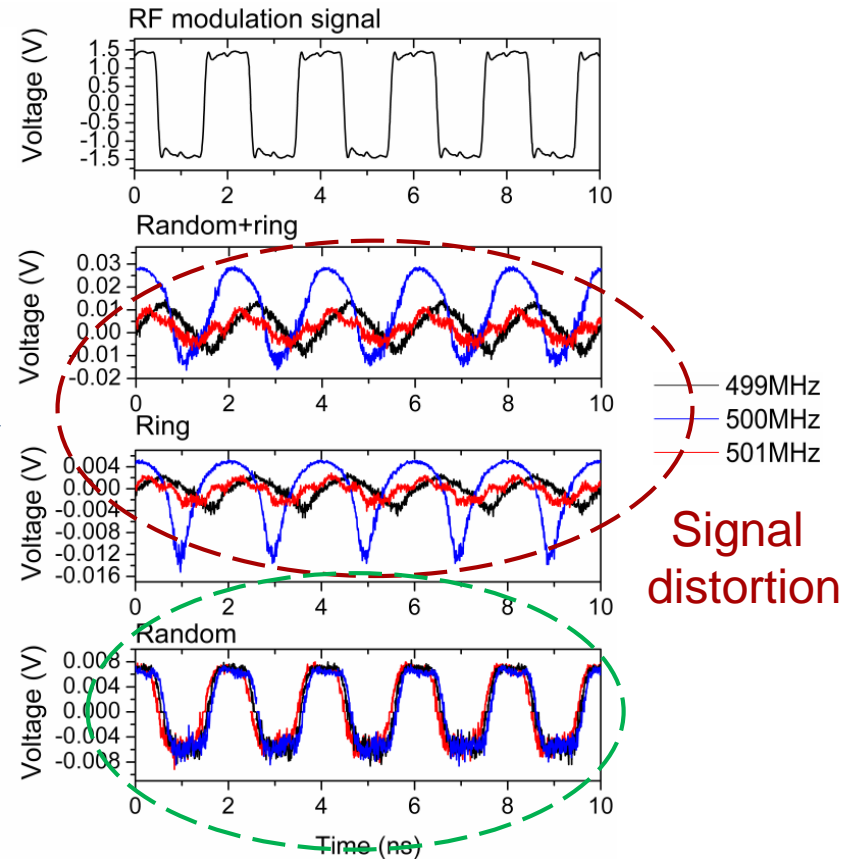 RF modulation signal
Voltage (V)
1.5
1.0
0.5
0.0
-0.5
-1.0
-1.5
0 2 4 6 8 10
Random+ring
Voltage (V)
0.03
0.01
0.00
0.01
-0.02
0 2 4 6 8 10
499MHz
500MHz
501MHz
Ring
Voltage (V)
0.004
0.000
-0.004
-0.008
-0.012
-0.016
0 2 4 6 8 10
Signal
distortion
Random
Voltage (V)
0.008
0.004
0.000
-0.004
-0.008
0 2 4 6 8 10
Time (ns)